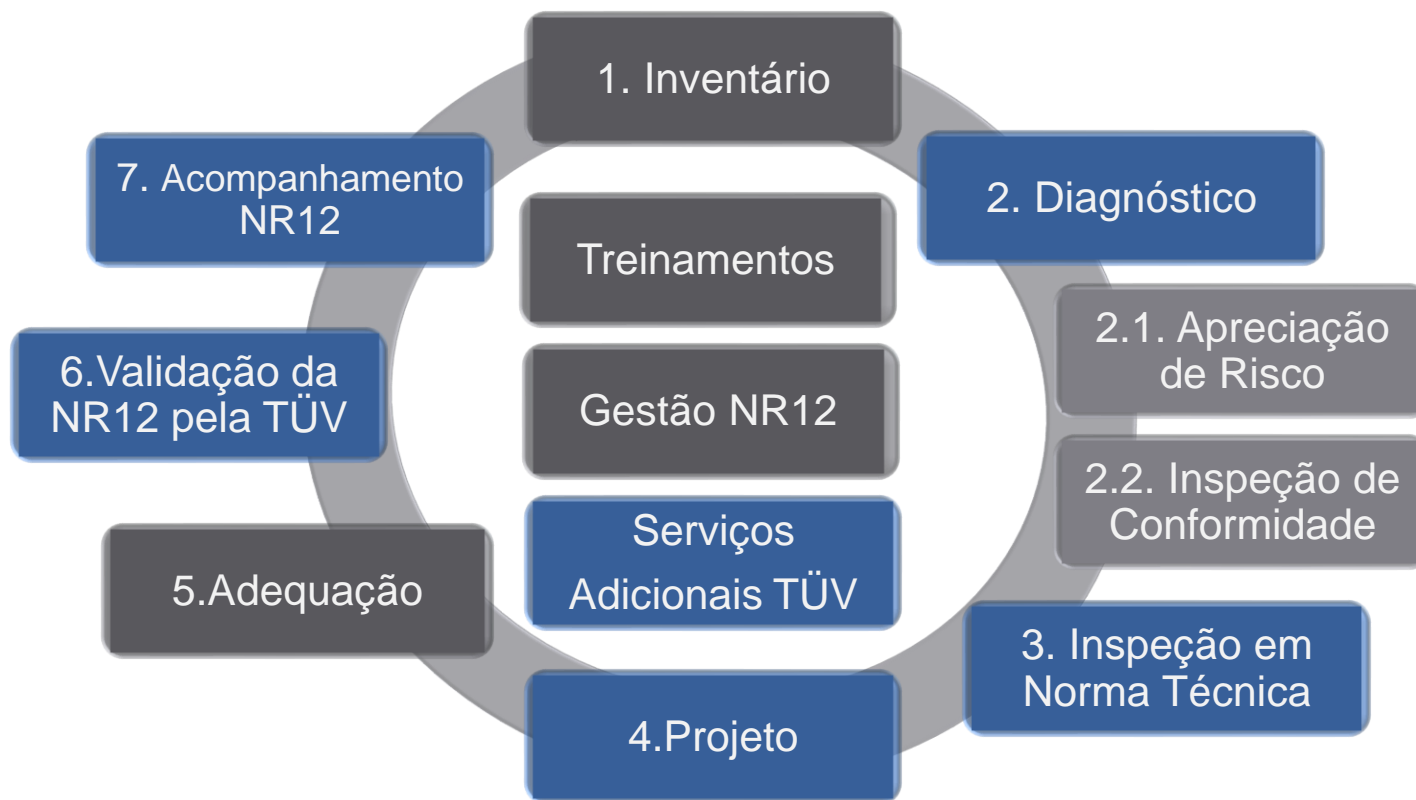 1. Inventário
2. Diagnóstico
2.1. Apreciação
de Risco
2.2. Inspeção de
Conformidade
3. Inspeção em
Norma Técnica
4.Projeto
5.Adequação
6.Validação da
NR12 pela TÜV
7. Acompanhamento
NR12
Treinamentos
Gestão NR12
Serviços
Adicionais TÜV